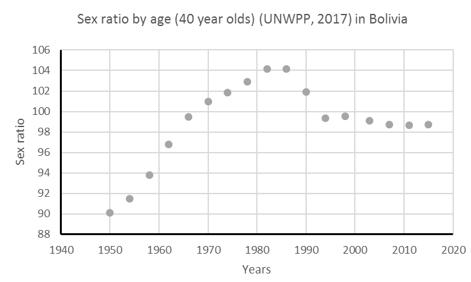 Sex ratio by age (40 year olds) (UNWPP, 2017) in Bolivia
106
104
102
100
98
96
94
92
90
88
Sex ratio
1940 1950 1960 1970 1980 1990 2000 2010 2020
Years